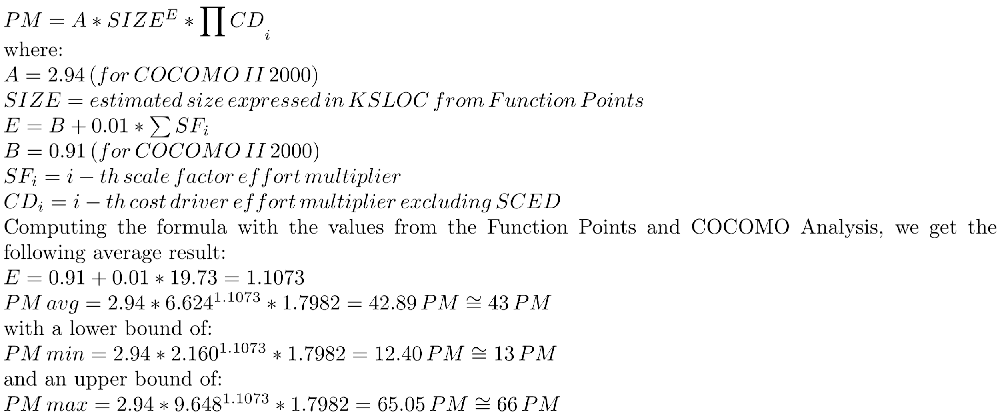 PM = A ∗ SIZE^E ∗ ∏ CD_i
where:
A = 2.94 (for COCOMO II 2000)
SIZE = estimated size expressed in KSLOC from Function Points
E = B + 0.01 ∗ ∑ SF_i
B = 0.91 (for COCOMO II 2000)
SF_i = i − th scale factor effort multiplier
CD_i = i − th cost driver effort multiplier excluding SCED
Computing the formula with the values from the Function Points and COCOMO Analysis, we get the
following average result:
E = 0.91 + 0.01 ∗ 19.73 = 1.1073
PM avg = 2.94 ∗ 6.624^1.1073 ∗ 1.7982 = 42.89 PM ≅ 43 PM
with a lower bound of:
PM min = 2.94 ∗ 2.160^1.1073 ∗ 1.7982 = 12.40 PM ≅ 13 PM
and an upper bound of:
PM max = 2.94 ∗ 9.648^1.1073 ∗ 1.7982 = 65.05 PM ≅ 66 PM